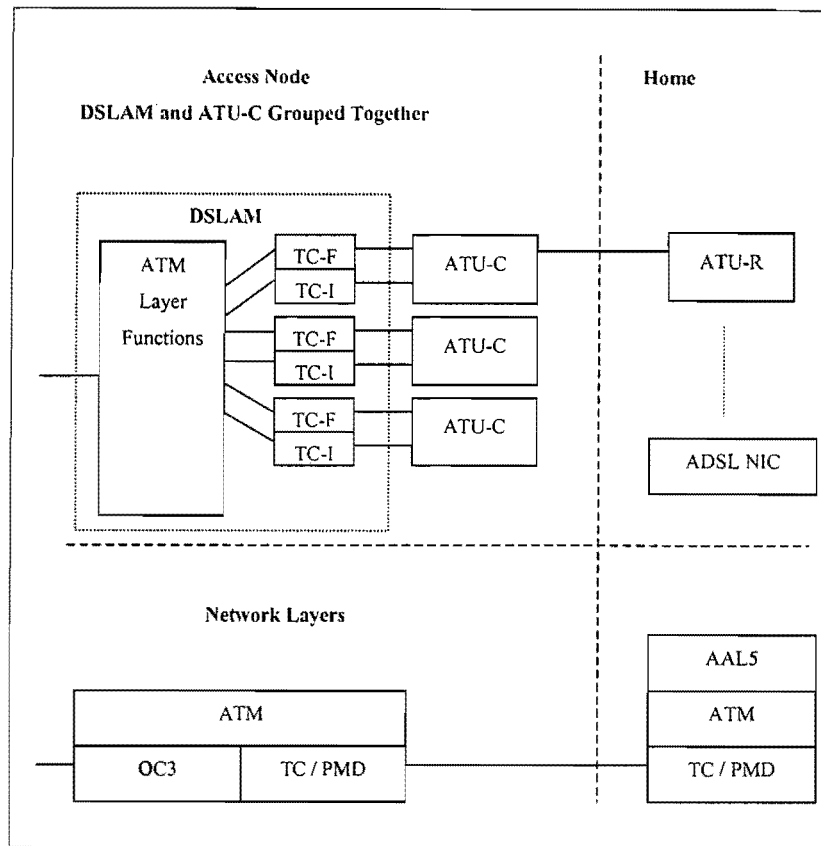 Access Node
Home
DSLAM and ATU-C Grouped Together
DSLAM
ATM
Layer
Functions
TC-F
TC-I
ATU-C
ATU-R
TC-F
TC-I
ATU-C
TC-F
TC-I
ATU-C
ADSL NIC
Network Layers
AAL5
ATM
ATM
OC3
TC / PMD
TC / PMD